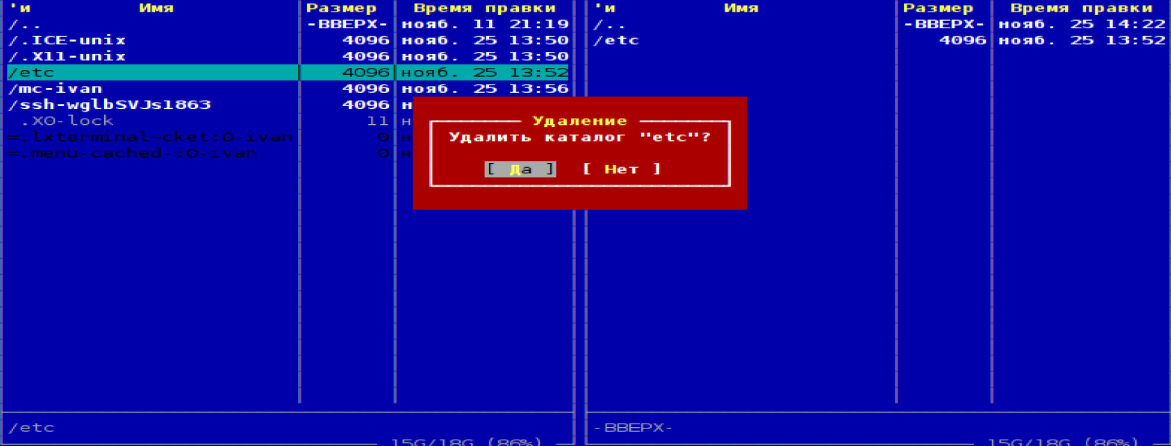 'и Имя Размер Время правки 'и Имя Размер Время правки
/.. -ВВЕРХ- нояб. 11 21:19 /.. -ВВЕРХ- нояб. 25 14:22
/.ICE-unix 4096 нояб. 25 13:50 /etc 4096 нояб. 25 13:52
/.X11-unix 4096 нояб. 25 13:50
/etc 4096 нояб. 25 13:52
/mc-ivan 4096 нояб. 25 13:56
/ssh-wglbSVJs1863 4096 н
.X0-lock 11 н
=.lxterminal~cket:0-ivan 0 н
=.menu-cached-:0-ivan 0 н
Удаление
Удалить каталог "etc"?
[ Да ] [ Нет ]
/etc -ВВЕРХ-
15G/18G (86%) 15G/18G (86%)